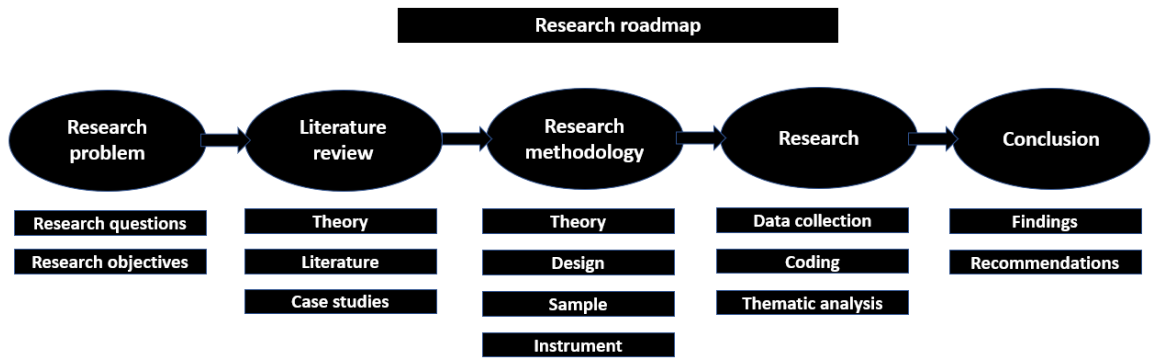 Research roadmap
Research
problem
Literature
review
Research
methodology
Research
Conclusion
Research questions
Research objectives
Theory
Literature
Case studies
Theory
Design
Sample
Instrument
Data collection
Coding
Thematic analysis
Findings
Recommendations